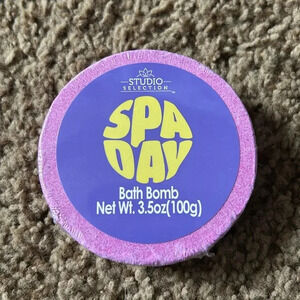 STUDIO
SELECTION
SPA
DAY
Bath Bomb
Net Wt. 3.5oz(100g)